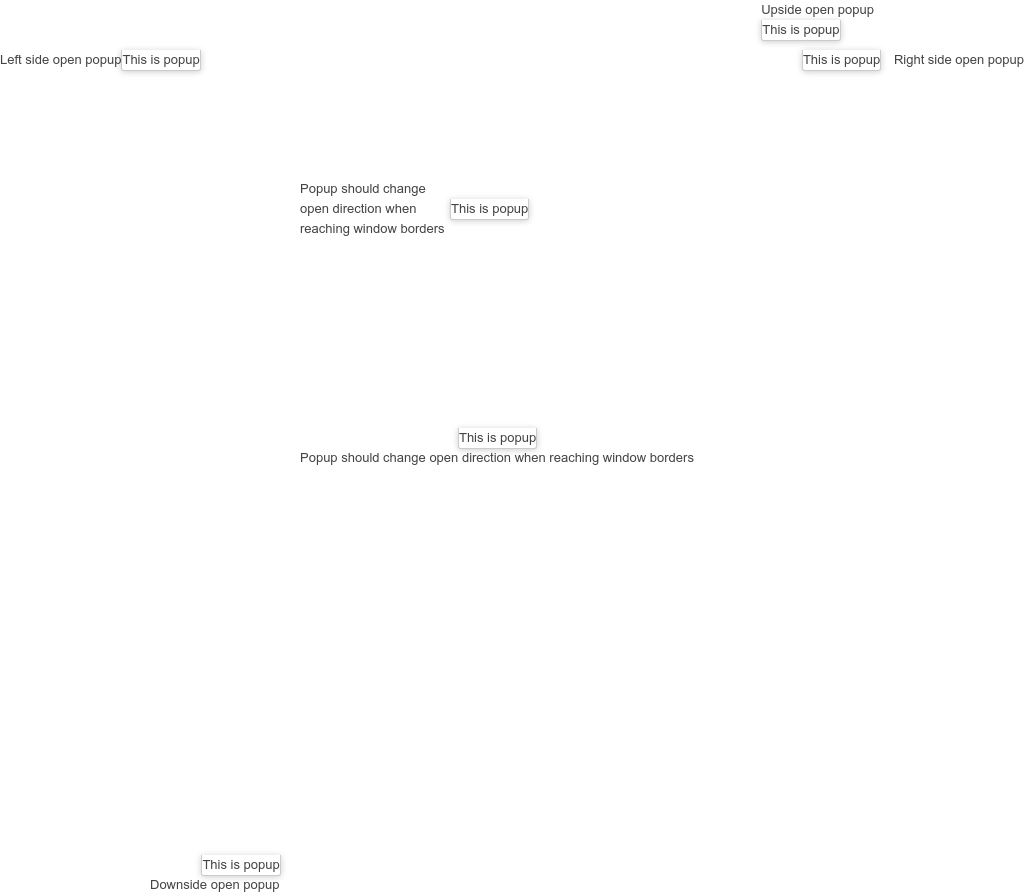 Upside open popup
This is popup
Left side open popup This is popup
This is popup Right side open popup
Popup should change
open direction when
reaching window borders
This is popup
This is popup
Popup should change open direction when reaching window borders
This is popup
Downside open popup